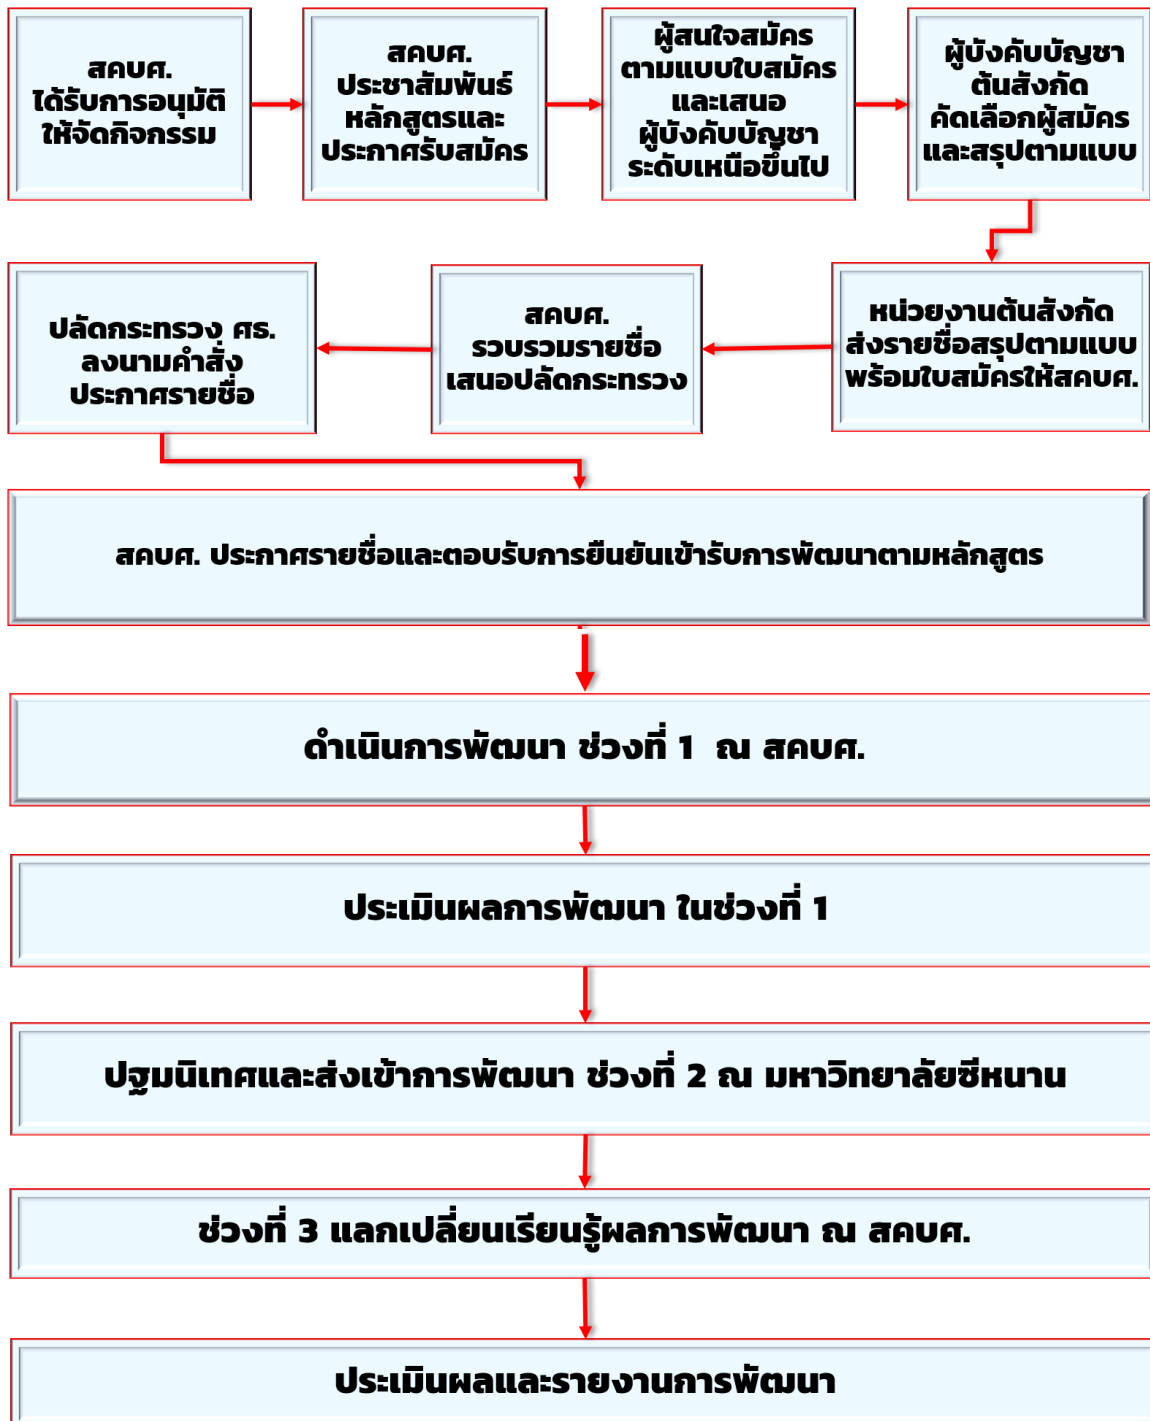 สคบศ.
ได้รับการอนุมัติ
ให้จัดกิจกรรม
สคบศ.
ประชาสัมพันธ์
หลักสูตรและ
ประกาศรับสมัคร
ผู้สนใจสมัคร
ตามแบบใบสมัคร
และเสนอ
ผู้บังคับบัญชา
ระดับเหนือขึ้นไป
ผู้บังคับบัญชา
ต้นสังกัด
คัดเลือกผู้สมัคร
และสรุปตามแบบ
หน่วยงานต้นสังกัด
ส่งรายชื่อสรุปตามแบบ
พร้อมใบสมัครให้สคบศ.
สคบศ.
รวบรวมรายชื่อ
เสนอปลัดกระทรวง
ปลัดกระทรวง ศธ.
ลงนามคำสั่ง
ประกาศรายชื่อ
สคบศ. ประกาศรายชื่อและตอบรับการยืนยันเข้ารับการพัฒนาตามหลักสูตร
ดำเนินการพัฒนา ช่วงที่ 1 ณ สคบศ.
ประเมินผลการพัฒนา ในช่วงที่ 1
ปฐมนิเทศและส่งเข้าการพัฒนา ช่วงที่ 2 ณ มหาวิทยาลัยซีหนาน
ช่วงที่ 3 แลกเปลี่ยนเรียนรู้ผลการพัฒนา ณ สคบศ.
ประเมินผลและรายงานการพัฒนา